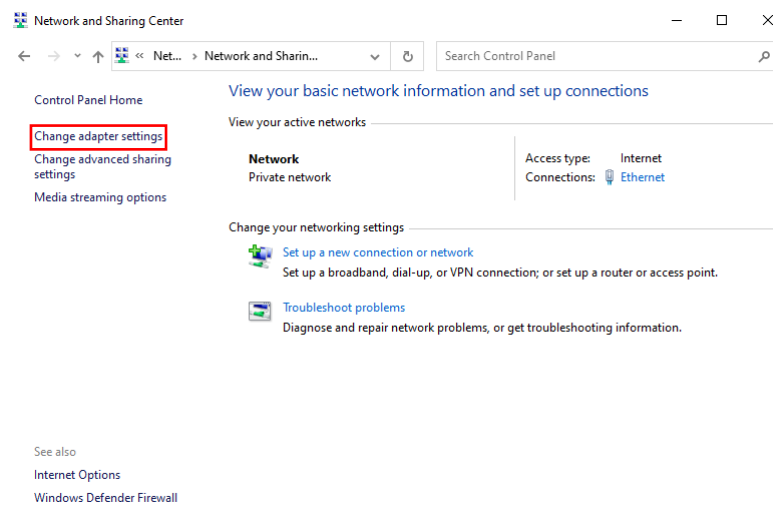 Network and Sharing Center
« Net... > Network and Sharin...
Search Control Panel
Control Panel Home
Change adapter settings
Change advanced sharing
settings
Media streaming options
View your basic network information and set up connections
View your active networks
Network
Private network
Access type: Internet
Connections: Ethernet
Change your networking settings
Set up a new connection or network
Set up a broadband, dial-up, or VPN connection; or set up a router or access point.
Troubleshoot problems
Diagnose and repair network problems, or get troubleshooting information.
See also
Internet Options
Windows Defender Firewall